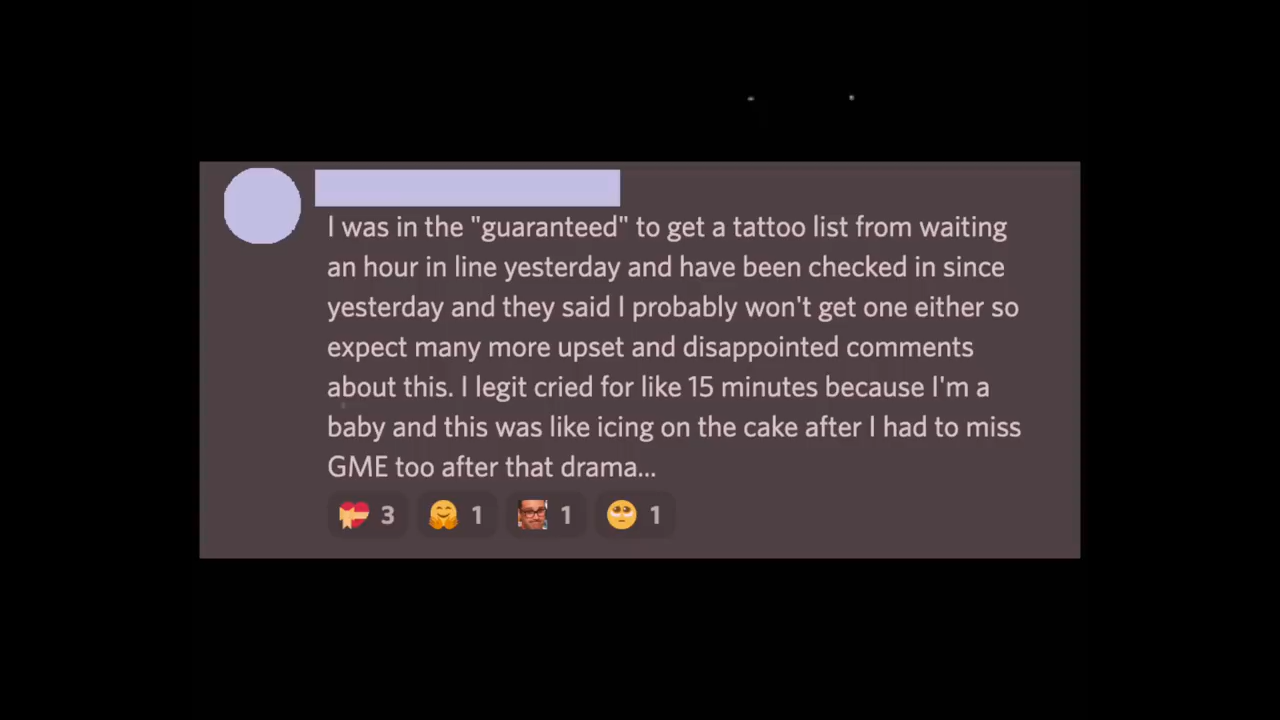 I was in the "guaranteed" to get a tattoo list from waiting
an hour in line yesterday and have been checked in since
yesterday and they said I probably won't get one either so
expect many more upset and disappointed comments
about this. I legit cried for like 15 minutes because I'm a
baby and this was like icing on the cake after I had to miss
GME too after that drama...
3 1 1 1